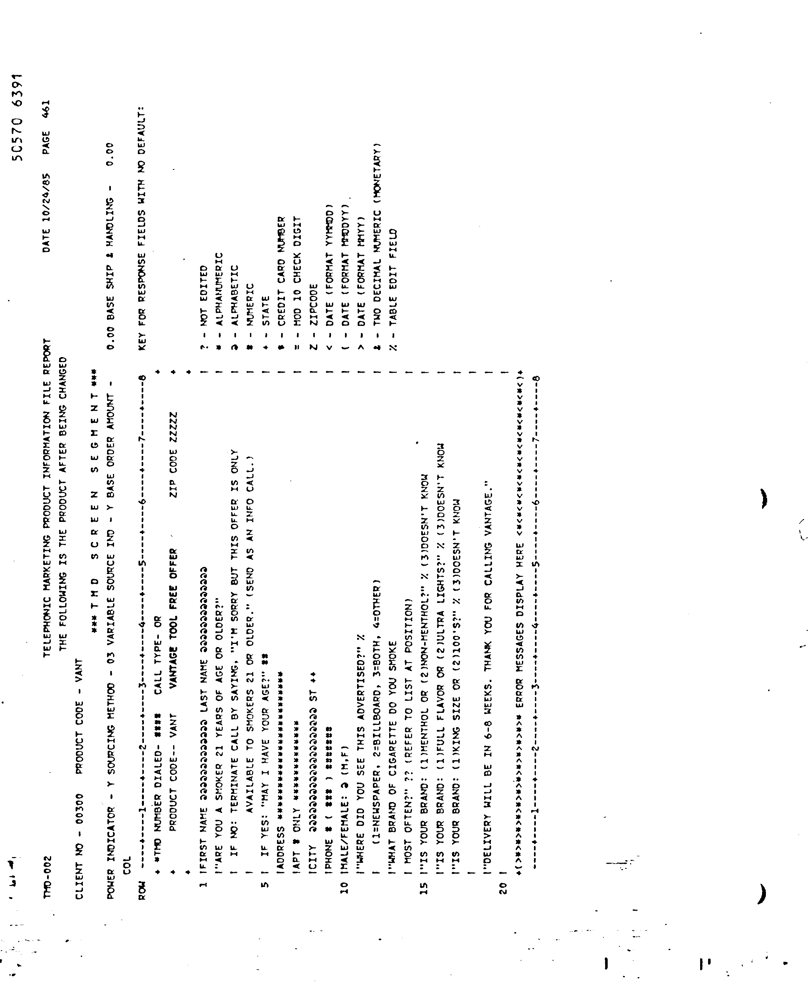 50570 6391
TMD-002 TELEPHONIC MARKETING PRODUCT INFORMATION FILE REPORT DATE 10/24/85 PAGE 461
THE FOLLOWING IS THE PRODUCT AFTER BEING CHANGED
CLIENT NO - 00300 PRODUCT CODE - VANT
*** T M D S C R E E N S E G M E N T ***
POWER INDICATOR - Y SOURCING METHOD - 03 VARIABLE SOURCE IND - Y BASE ORDER AMOUNT - 0.00 BASE SHIP & HANDLING - 0.00
COL
ROW ----+----1----+----2----+----3----+----4----+----5----+----6----+----7----+----8 KEY FOR RESPONSE FIELDS WITH NO DEFAULT:
+ *TMD NUMBER DIALED- #### CALL TYPE- OR +
+ PRODUCT CODE-- VANT VANTAGE TOOL FREE OFFER ZIP CODE ZZZZZ +
+ +
1 |FIRST NAME ааааааааааааааа LAST NAME ааааааааааааааа | ? - NOT EDITED
|"ARE YOU A SMOKER 21 YEARS OF AGE OR OLDER?" | * - ALPHANUMERIC
| IF NO: TERMINATE CALL BY SAYING, "I'M SORRY BUT THIS OFFER IS ONLY | @ - ALPHABETIC
| AVAILABLE TO SMOKERS 21 OR OLDER." (SEND AS AN INFO CALL.) | # - NUMERIC
5 | IF YES: "MAY I HAVE YOUR AGE?" ## | + - STATE
|ADDRESS ************************** | $ - CREDIT CARD NUMBER
|APT # ONLY *************** | = - MOD 10 CHECK DIGIT
|CITY @@@@@@@@@@@@@@@@@@@@ ST ++ | Z - ZIPCODE
|PHONE # ( ### ) ####### | < - DATE (FORMAT YYMMDD)
10 |MALE/FEMALE: @ (M,F) | ( - DATE (FORMAT MMDDYY)
|"WHERE DID YOU SEE THIS ADVERTISED?" % | > - DATE (FORMAT MMYY)
| (1=NEWSPAPER, 2=BILLBOARD, 3=BOTH, 4=OTHER) | & - TWO DECIMAL NUMERIC (MONETARY)
|"WHAT BRAND OF CIGARETTE DO YOU SMOKE | % - TABLE EDIT FIELD
| MOST OFTEN?" ?? (REFER TO LIST AT POSITION) |
15 |"IS YOUR BRAND: (1)MENTHOL OR (2)NON-MENTHOL?" % (3)DOESN'T KNOW |
|"IS YOUR BRAND: (1)FULL FLAVOR OR (2)ULTRA LIGHTS?" % (3)DOESN'T KNOW |
|"IS YOUR BRAND: (1)KING SIZE OR (2)100'S?" % (3)DOESN'T KNOW |
| |
|"DELIVERY WILL BE IN 6-8 WEEKS. THANK YOU FOR CALLING VANTAGE." |
20 | |
+(>*>*>*>*>*>*>*>*>*>*>*>* ERROR MESSAGES DISPLAY HERE <*<*<*<*<*<*<*<*<*<*<*<*<)+
----+----1----+----2----+----3----+----4----+----5----+----6----+----7----+----8